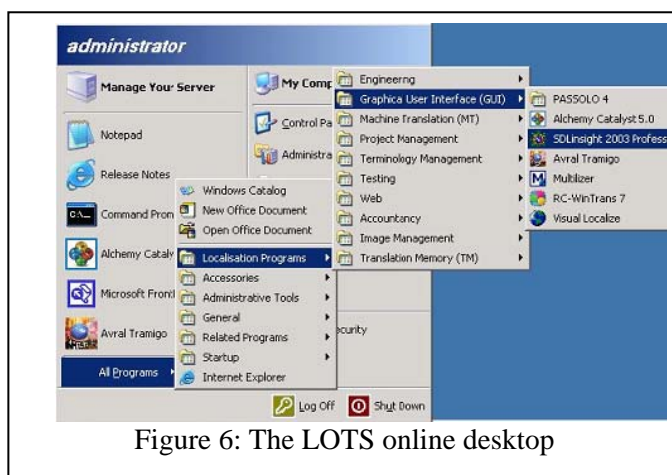 administrator
Manage Your Server
Notepad
Release Notes
Command Prom
Alchemy Cataly
Microsoft Front
Avral Tramigo
All Programs
My Comp
Control Pa
Administra
Windows Catalog
New Office Document
Open Office Document
Localisation Programs
Accessories
Administrative Tools
General
Related Programs
Startup
Internet Explorer
ecurity
Engineerng
Graphica User Interface (GUI)
Machine Translation (MT)
Project Management
Terminology Management
Testing
Web
Accountancy
Image Management
Translation Memory (TM)
PASSOLO 4
Alchemy Catalyst 5.0
SDLinsight 2003 Profess
Avral Tramigo
Multilizer
RC-WinTrans 7
Visual Localize
Log Off
Shut Down
Figure 6: The LOTS online desktop